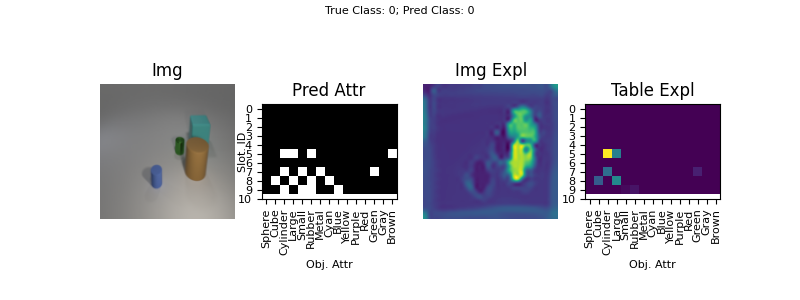 True Class: 0; Pred Class: 0
Img
Pred Attr
Img Expl
Table Expl
Slot. ID
0
1
2
3
4
5
6
7
8
9
10
Sphere
Cube
Cylinder
Large
Small
Rubber
Metal
Cyan
Blue
Yellow
Purple
Red
Green
Gray
Brown
Obj. Attr
0
1
2
3
4
5
6
7
8
9
10
Sphere
Cube
Cylinder
Large
Small
Rubber
Metal
Cyan
Blue
Yellow
Purple
Red
Green
Gray
Brown
Obj. Attr